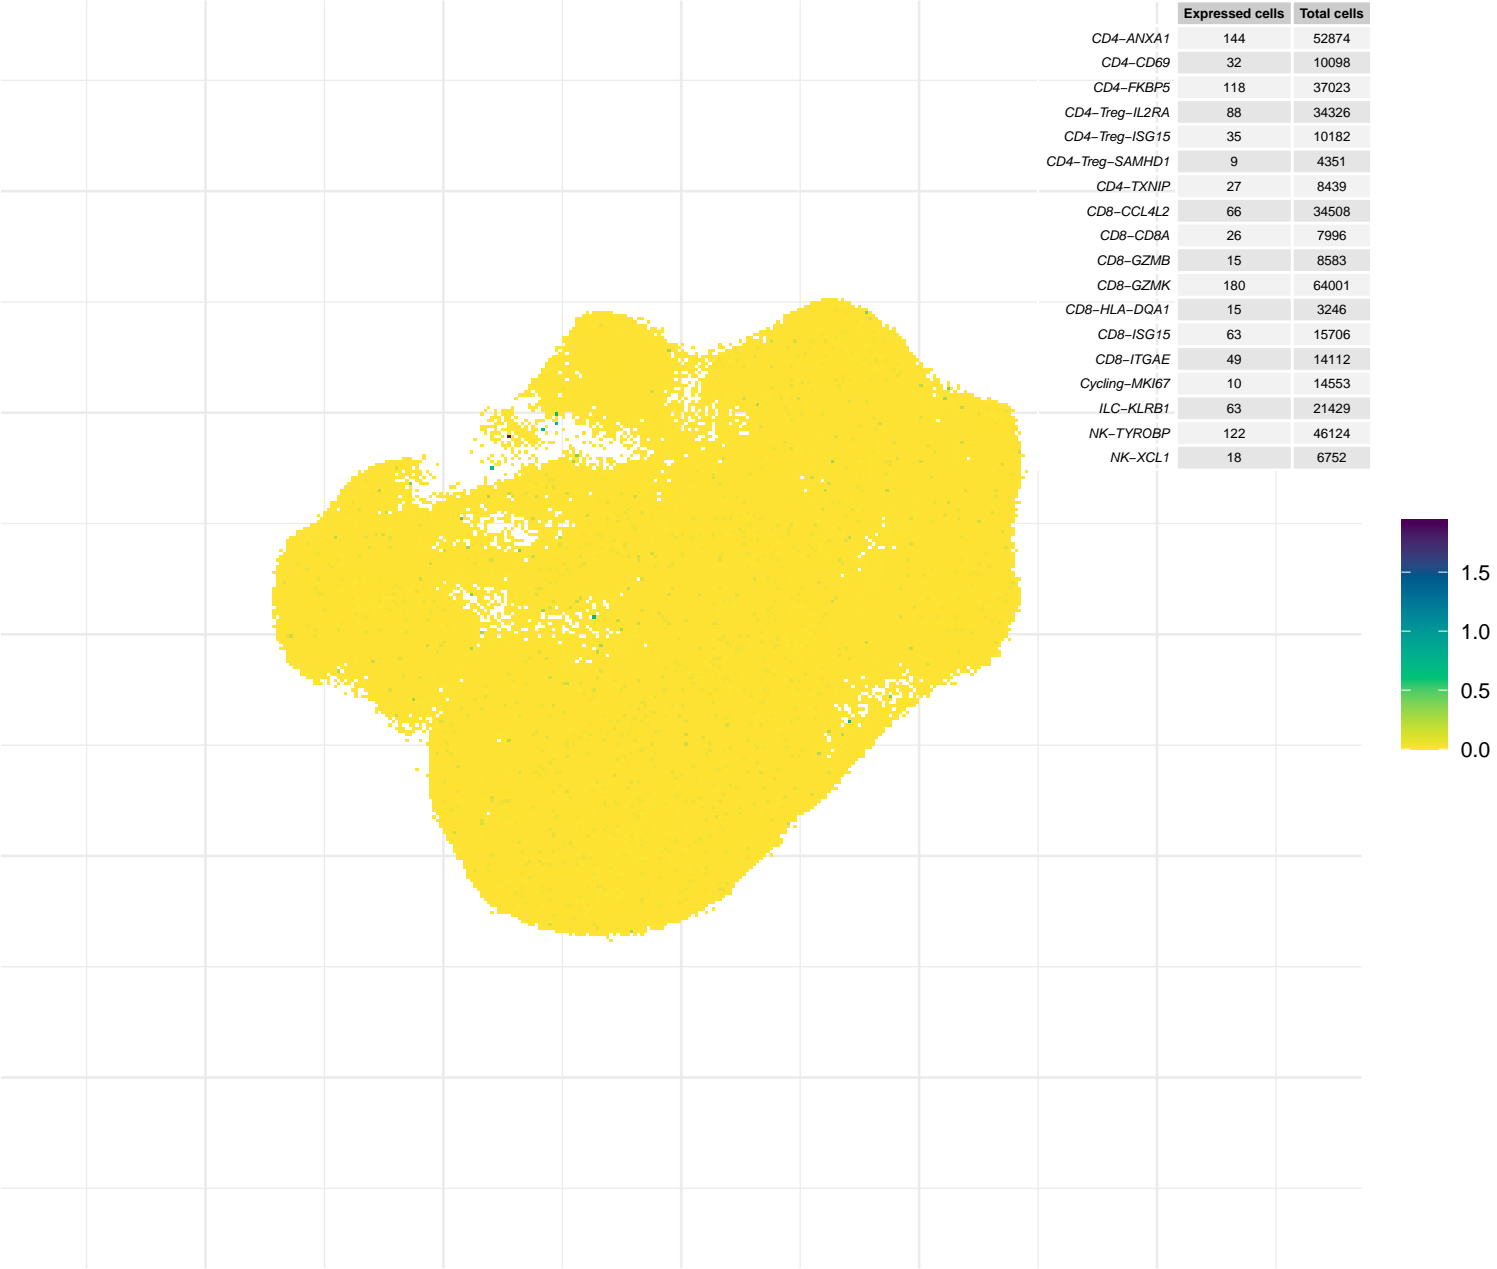 Expressed cells Total cells
CD4−ANXA1 144 52874
CD4−CD69 32 10098
CD4−FKBP5 118 37023
CD4−Treg−IL2RA 88 34326
CD4−Treg−ISG15 35 10182
CD4−Treg−SAMHD1 9 4351
CD4−TXNIP 27 8439
CD8−CCL4L2 66 34508
CD8−CD8A 26 7996
CD8−GZMB 15 8583
CD8−GZMK 180 64001
CD8−HLA−DQA1 15 3246
CD8−ISG15 63 15706
CD8−ITGAE 49 14112
Cycling−MKI67 10 14553
ILC−KLRB1 63 21429
NK−TYROBP 122 46124
NK−XCL1 18 6752
1.5
1.0
0.5
0.0